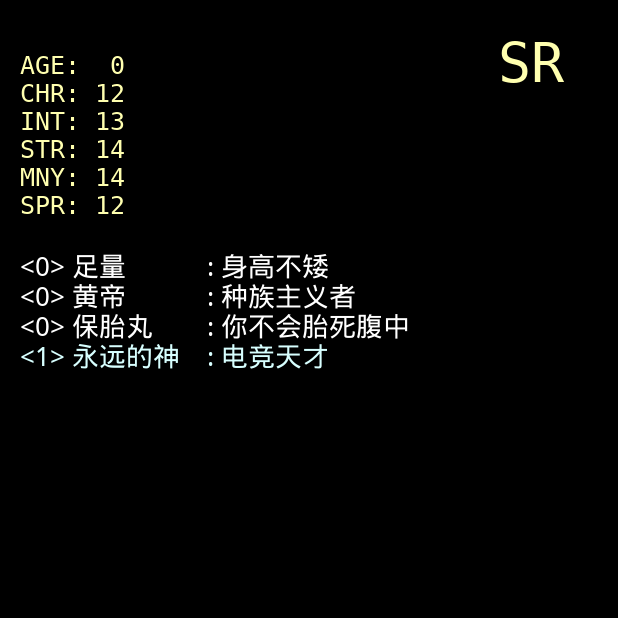 SR
AGE: 0
CHR: 12
INT: 13
STR: 14
MNY: 14
SPR: 12
<0> 足量 : 身高不矮
<0> 黄帝 : 种族主义者
<0> 保胎丸 : 你不会胎死腹中
<1> 永远的神 : 电竞天才